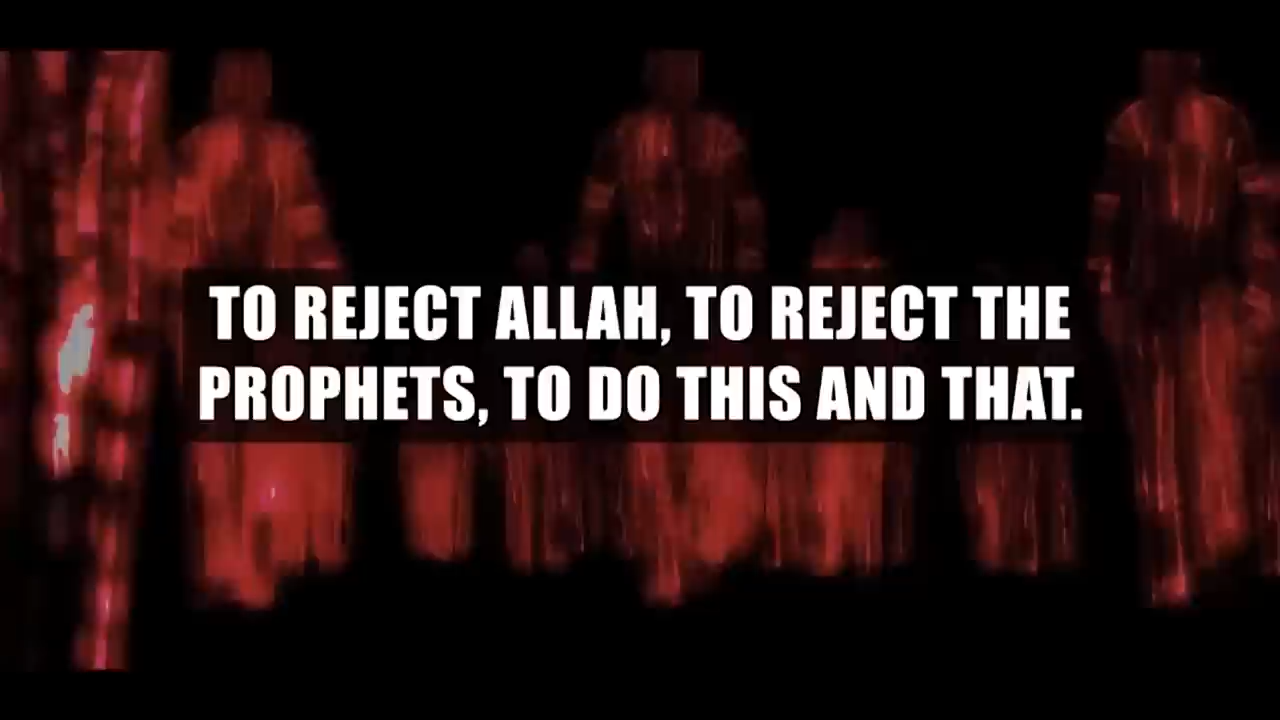 TO REJECT ALLAH, TO REJECT THE
PROPHETS, TO DO THIS AND THAT.